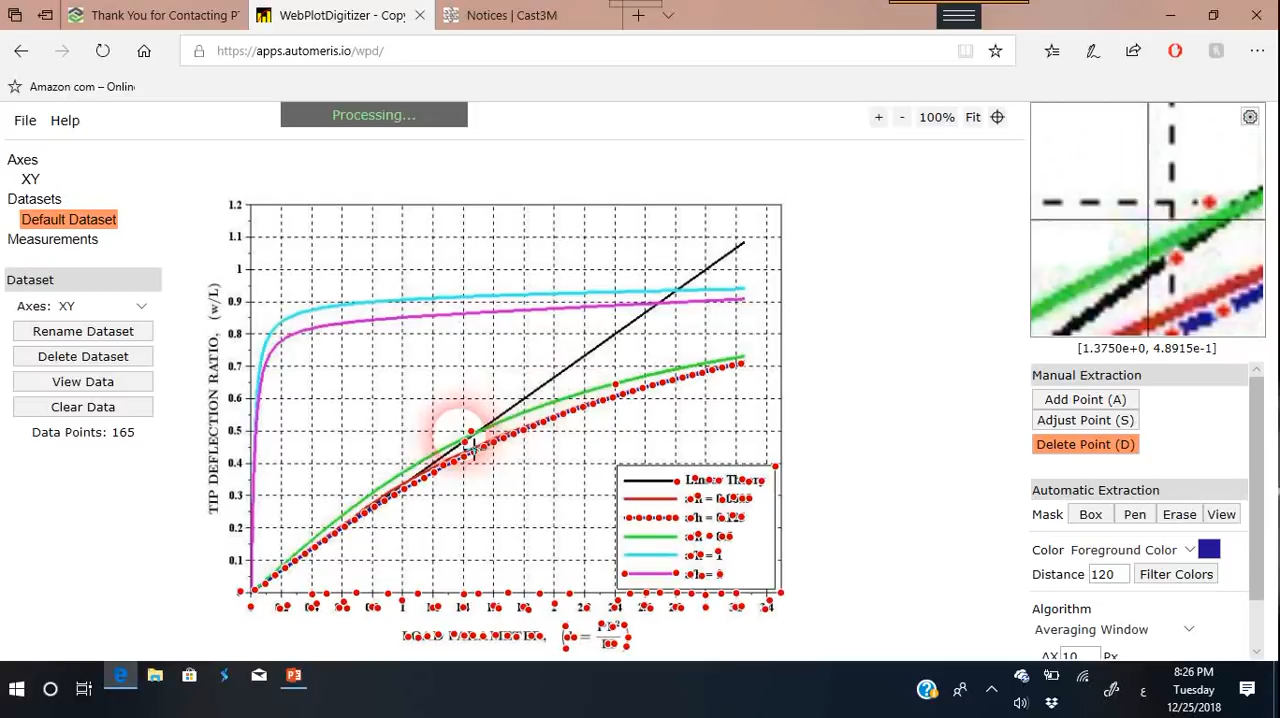 Thank You for Contacting PT
WebPlotDigitizer - Copy
Notices | Cast3M
https://apps.automeris.io/wpd/
Amazon com – Online
File Help
Processing...
+ - 100% Fit
Axes
XY
Datasets
Default Dataset
Measurements
Dataset
Axes: XY
Rename Dataset
Delete Dataset
View Data
Clear Data
Data Points: 165
TIP DEFLECTION RATIO, (w/L)
1.2
1.1
1
0.9
0.8
0.7
0.6
0.5
0.4
0.3
0.2
0.1
[1.3750e+0, 4.8915e-1]
Manual Extraction
Add Point (A)
Adjust Point (S)
Delete Point (D)
Automatic Extraction
Mask Box Pen Erase View
Color Foreground Color
Distance 120 Filter Colors
Algorithm
Averaging Window
ΔX 10 Px
8:26 PM
Tuesday
12/25/2018